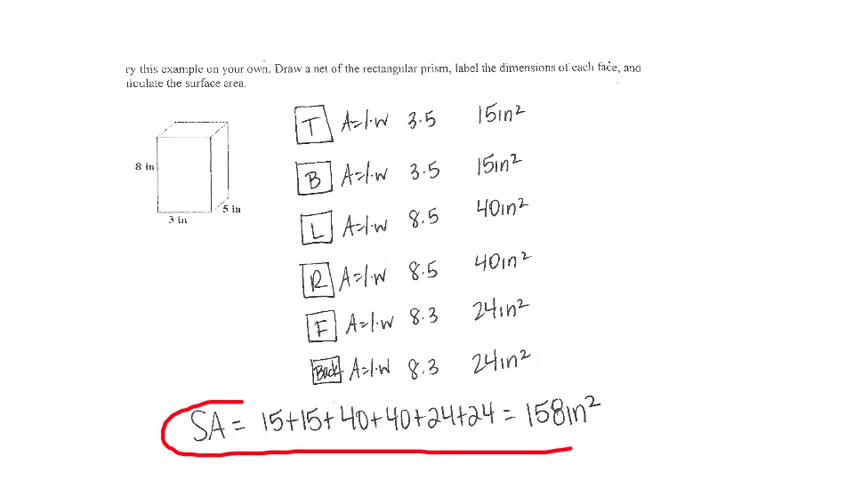 ry this example on your own. Draw a net of the rectangular prism, label the dimensions of each face, and
lculate the surface area.
8 in
5 in
3 in
T A=l·w 3·5 15in²
B A=l·w 3·5 15in²
L A=l·w 8·5 40in²
R A=l·w 8·5 40in²
F A=l·w 8·3 24in²
Back A=l·w 8·3 24in²
SA = 15+15+40+40+24+24 = 158in²